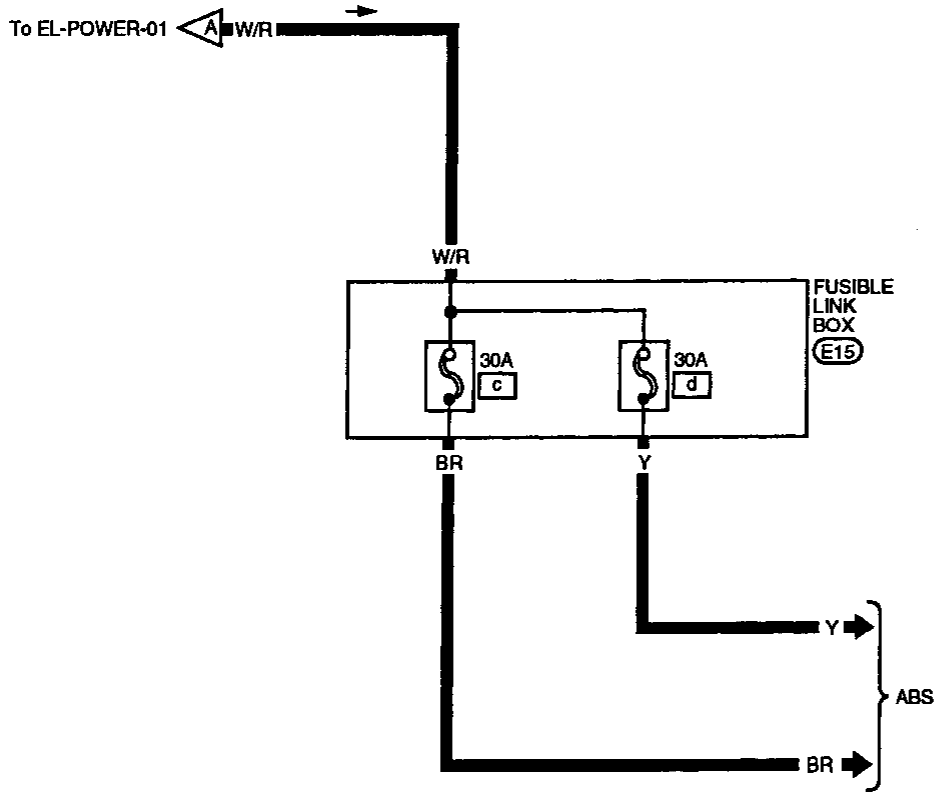 To EL-POWER-01
A
W/R
W/R
FUSIBLE
LINK
BOX
E15
30A
c
30A
d
BR
Y
Y
ABS
BR